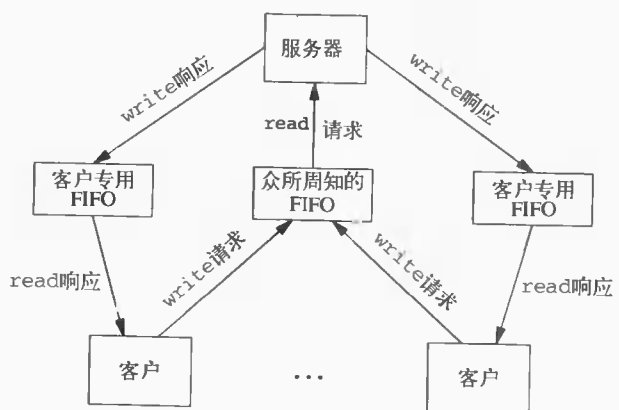 服务器
write响应
write响应
read 请求
客户专用
FIFO
众所周知的
FIFO
客户专用
FIFO
read响应
write请求
write请求
read响应
客户
...
客户